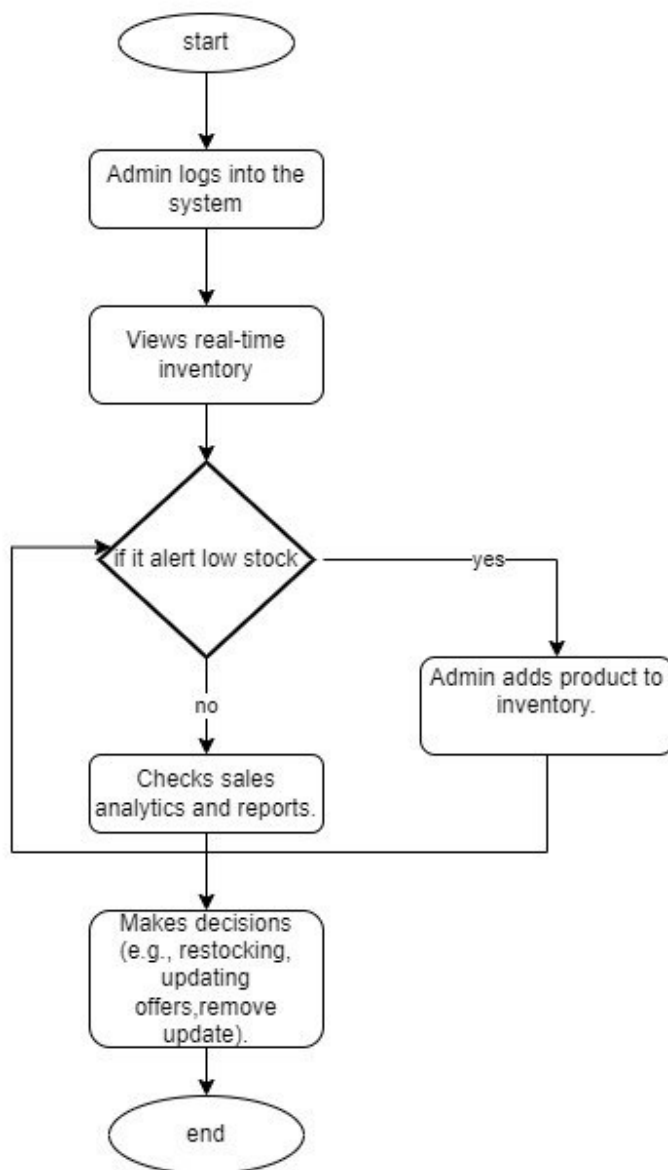 start
Admin logs into the
system
Views real-time
inventory
if it alert low stock
yes
Admin adds product to
inventory.
no
Checks sales
analytics and reports.
Makes decisions
(e.g., restocking,
updating
offers,remove
update).
end